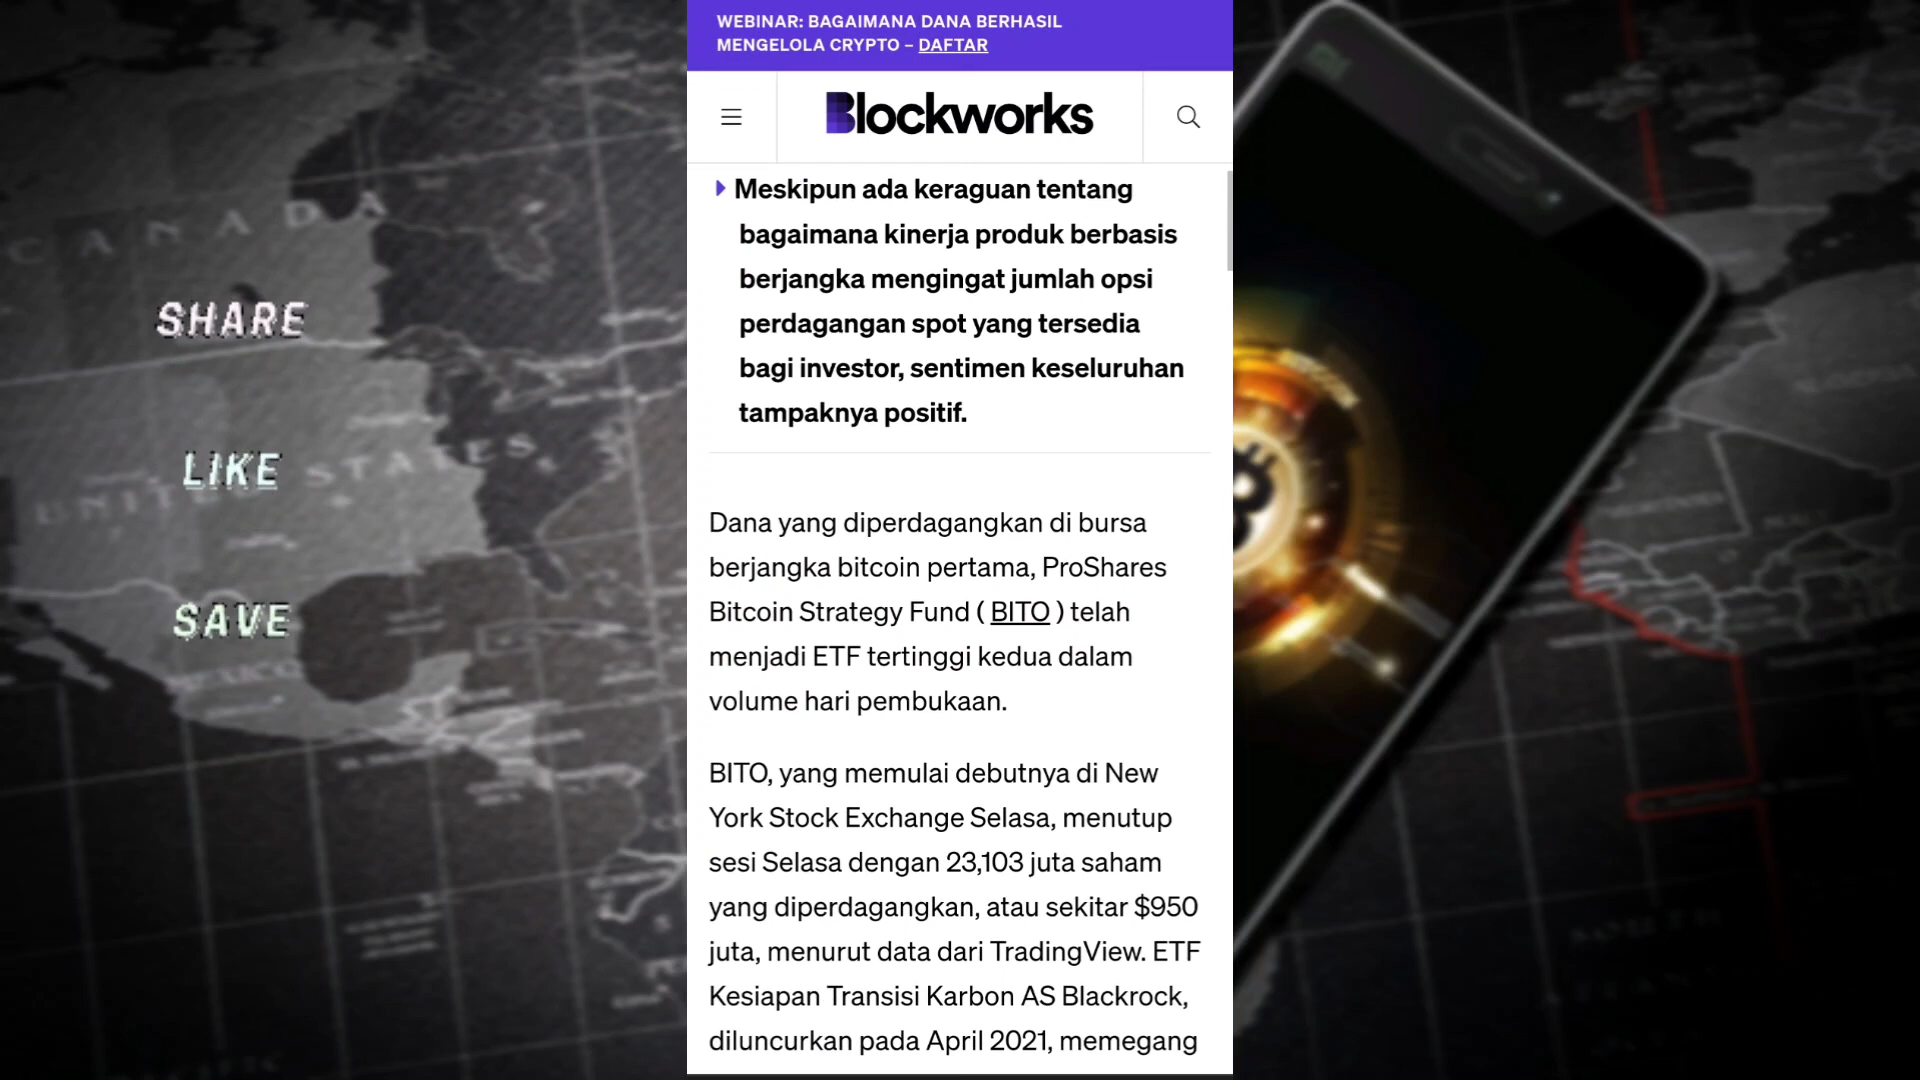 WEBINAR: BAGAIMANA DANA BERHASIL
MENGELOLA CRYPTO – DAFTAR
Blockworks
Meskipun ada keraguan tentang
bagaimana kinerja produk berbasis
berjangka mengingat jumlah opsi
perdagangan spot yang tersedia
bagi investor, sentimen keseluruhan
tampaknya positif.
Dana yang diperdagangkan di bursa
berjangka bitcoin pertama, ProShares
Bitcoin Strategy Fund ( BITO ) telah
menjadi ETF tertinggi kedua dalam
volume hari pembukaan.
BITO, yang memulai debutnya di New
York Stock Exchange Selasa, menutup
sesi Selasa dengan 23,103 juta saham
yang diperdagangkan, atau sekitar $950
juta, menurut data dari TradingView. ETF
Kesiapan Transisi Karbon AS Blackrock,
diluncurkan pada April 2021, memegang
SHARE
LIKE
SAVE
CANADA
UNITED STATES
MEXICO